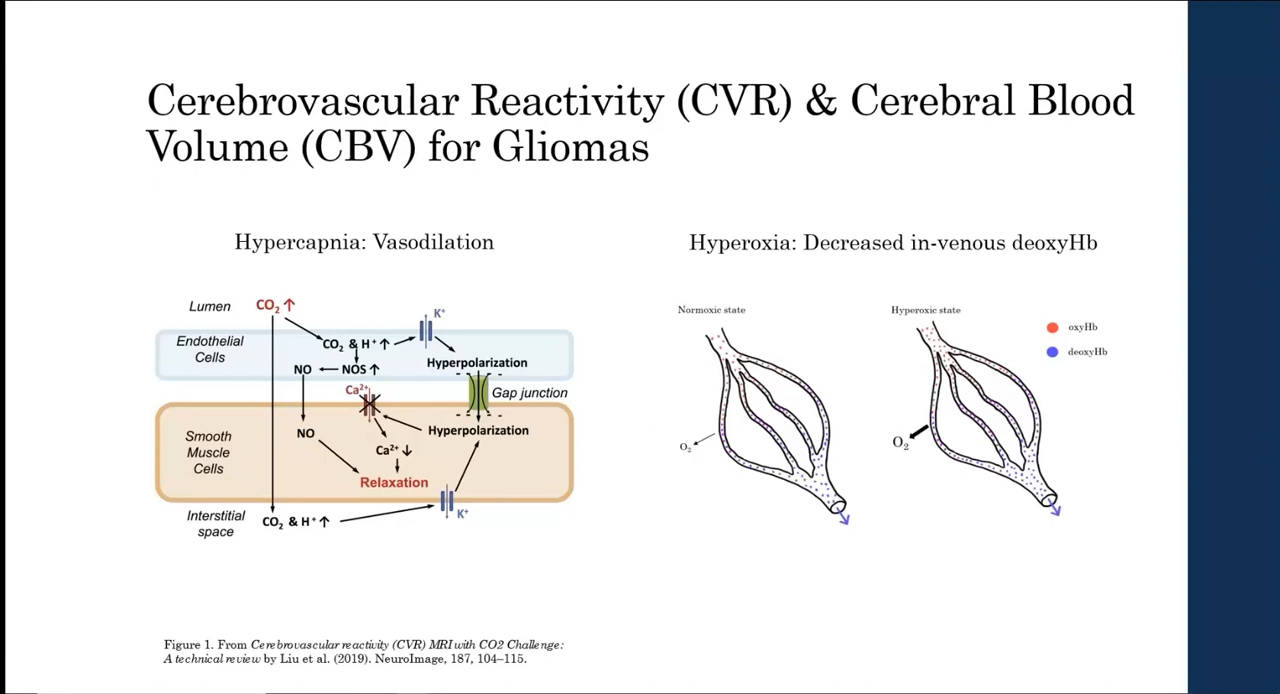 Cerebrovascular Reactivity (CVR) & Cerebral Blood
Volume (CBV) for Gliomas
Hypercapnia: Vasodilation
Lumen
CO₂ ↑
K⁺
Endothelial
Cells
CO₂ & H⁺ ↑
Hyperpolarization
NO
NOS ↑
Ca²⁺
Gap junction
Smooth
Muscle
Cells
NO
Hyperpolarization
Ca²⁺ ↓
Relaxation
Interstitial
space
CO₂ & H⁺ ↑
K⁺
Hyperoxia: Decreased in-venous deoxyHb
Normoxic state
O₂
Hyperoxic state
O₂
oxyHb
deoxyHb
Figure 1. From Cerebrovascular reactivity (CVR) MRI with CO2 Challenge:
A technical review by Liu et al. (2019). NeuroImage, 187, 104–115.